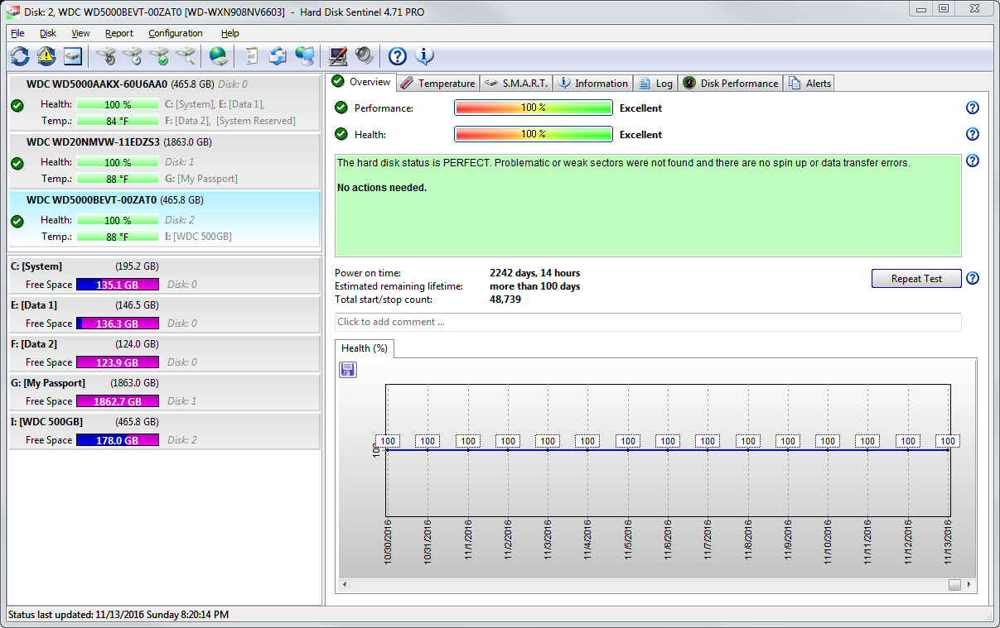 Disk: 2, WDC WD5000BEVT-00ZAT0 [WD-WXN908NV6603] - Hard Disk Sentinel 4.71 PRO
File Disk View Report Configuration Help
WDC WD5000AAKX-60U6AA0 (465.8 GB) Disk: 0
Health: 100 % C: [System], E: [Data 1],
Temp.: 84 °F F: [Data 2], [System Reserved]
WDC WD20NMVW-11EDZS3 (1863.0 GB)
Health: 100 % Disk: 1
Temp.: 88 °F G: [My Passport]
WDC WD5000BEVT-00ZAT0 (465.8 GB)
Health: 100 % Disk: 2
Temp.: 88 °F I: [WDC 500GB]
C: [System] (195.2 GB)
Free Space 135.1 GB Disk: 0
E: [Data 1] (146.5 GB)
Free Space 136.3 GB Disk: 0
F: [Data 2] (124.0 GB)
Free Space 123.9 GB Disk: 0
G: [My Passport] (1863.0 GB)
Free Space 1862.7 GB Disk: 1
I: [WDC 500GB] (465.8 GB)
Free Space 178.0 GB Disk: 2
Overview Temperature S.M.A.R.T. Information Log Disk Performance Alerts
Performance: 100 % Excellent
Health: 100 % Excellent
The hard disk status is PERFECT. Problematic or weak sectors were not found and there are no spin up or data transfer errors.
No actions needed.
Power on time: 2242 days, 14 hours
Estimated remaining lifetime: more than 100 days
Total start/stop count: 48,739
Repeat Test
Click to add comment ...
Health (%)
100 100 100 100 100 100 100 100 100 100 100 100 100 100 100
100
10/30/2016 10/31/2016 11/1/2016 11/2/2016 11/3/2016 11/4/2016 11/5/2016 11/6/2016 11/7/2016 11/8/2016 11/9/2016 11/10/2016 11/11/2016 11/12/2016 11/13/2016
Status last updated: 11/13/2016 Sunday 8:20:14 PM